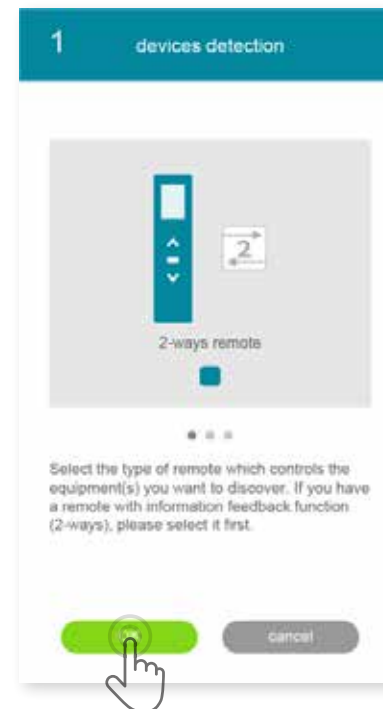 1
devices detection
2
2-ways remote
Select the type of remote which controls the
equipment(s) you want to discover. If you have
a remote with information feedback function
(2-ways), please select it first.
cancel